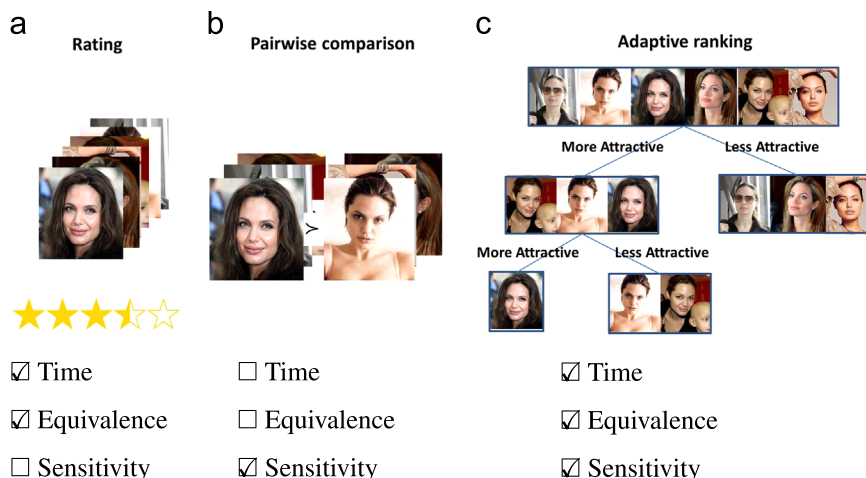 a
Rating
☑ Time
☑ Equivalence
☐ Sensitivity
b
Pairwise comparison
≻
☐ Time
☐ Equivalence
☑ Sensitivity
c
Adaptive ranking
More Attractive Less Attractive
More Attractive Less Attractive
☑ Time
☑ Equivalence
☑ Sensitivity